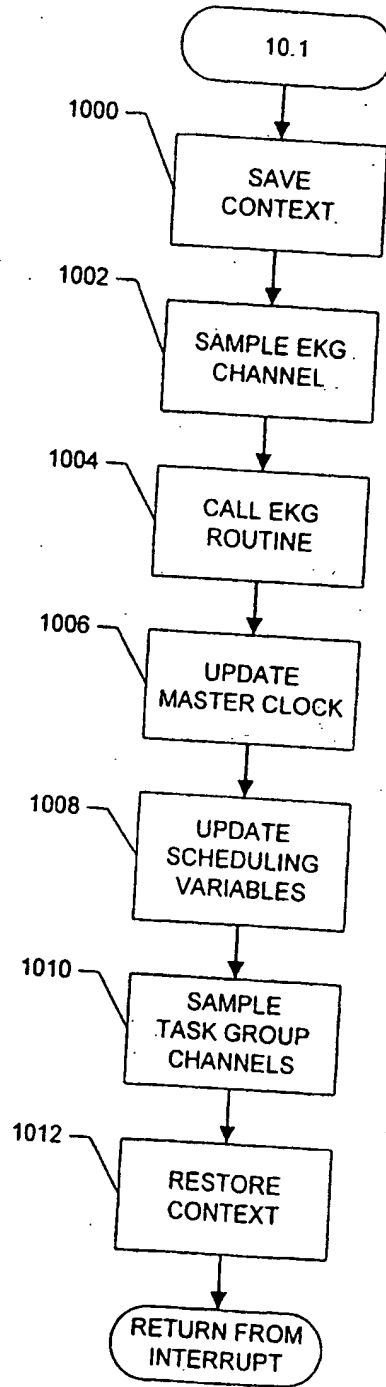 10.1
1000
SAVE
CONTEXT
1002
SAMPLE EKG
CHANNEL
1004
CALL EKG
ROUTINE
1006
UPDATE
MASTER CLOCK
1008
UPDATE
SCHEDULING
VARIABLES
1010
SAMPLE
TASK GROUP
CHANNELS
1012
RESTORE
CONTEXT
RETURN FROM
INTERRUPT